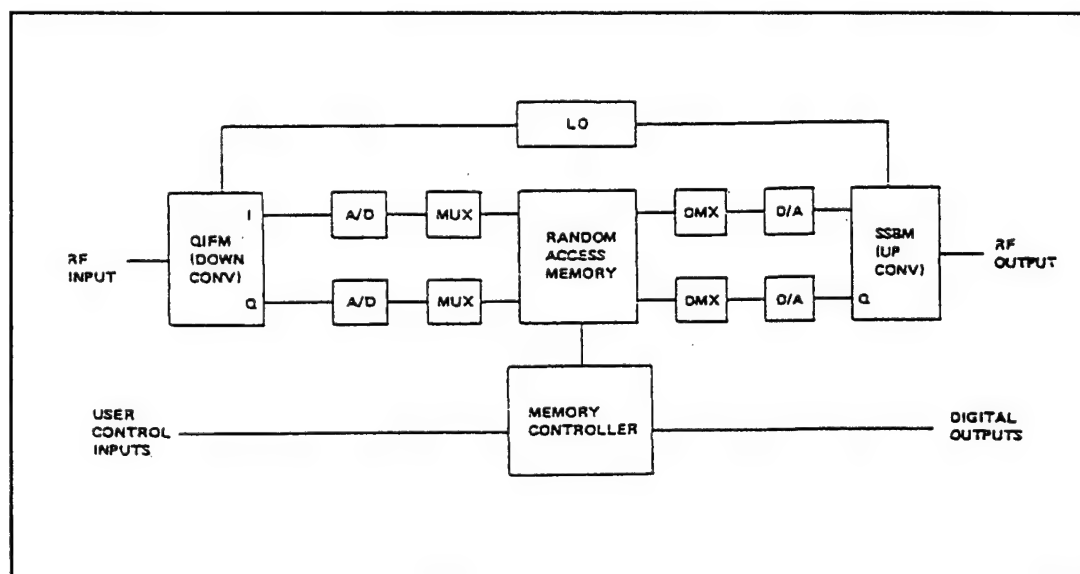 LO
I
A/D
MUX
DMX
D/A
QIFM
(DOWN
CONV)
RANDOM
ACCESS
MEMORY
SSBM
(UP
CONV)
RF
INPUT
RF
OUTPUT
Q
A/D
MUX
DMX
D/A
Q
MEMORY
CONTROLLER
USER
CONTROL
INPUTS
DIGITAL
OUTPUTS